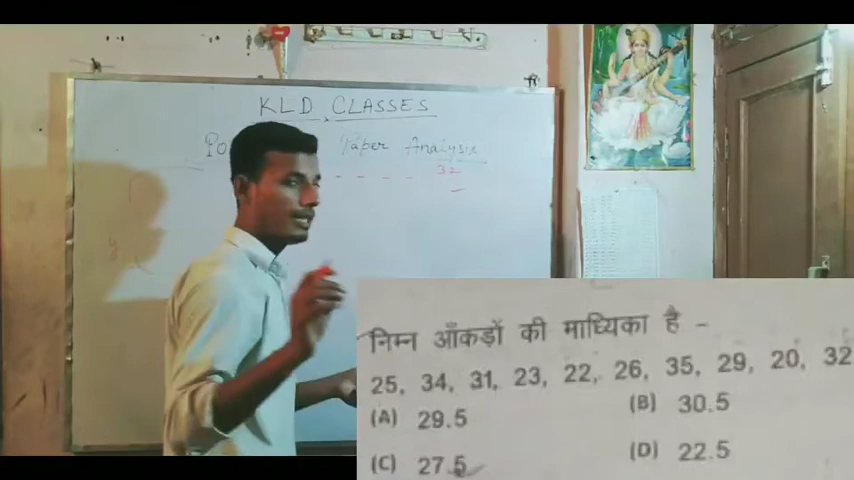 KLD CLASSES
Paper Analysis
32
निम्न आँकड़ों की माध्यिका है –
25, 34, 31, 23, 22, 26, 35, 29, 20, 32
(A) 29.5 (B) 30.5
(C) 27.5 (D) 22.5